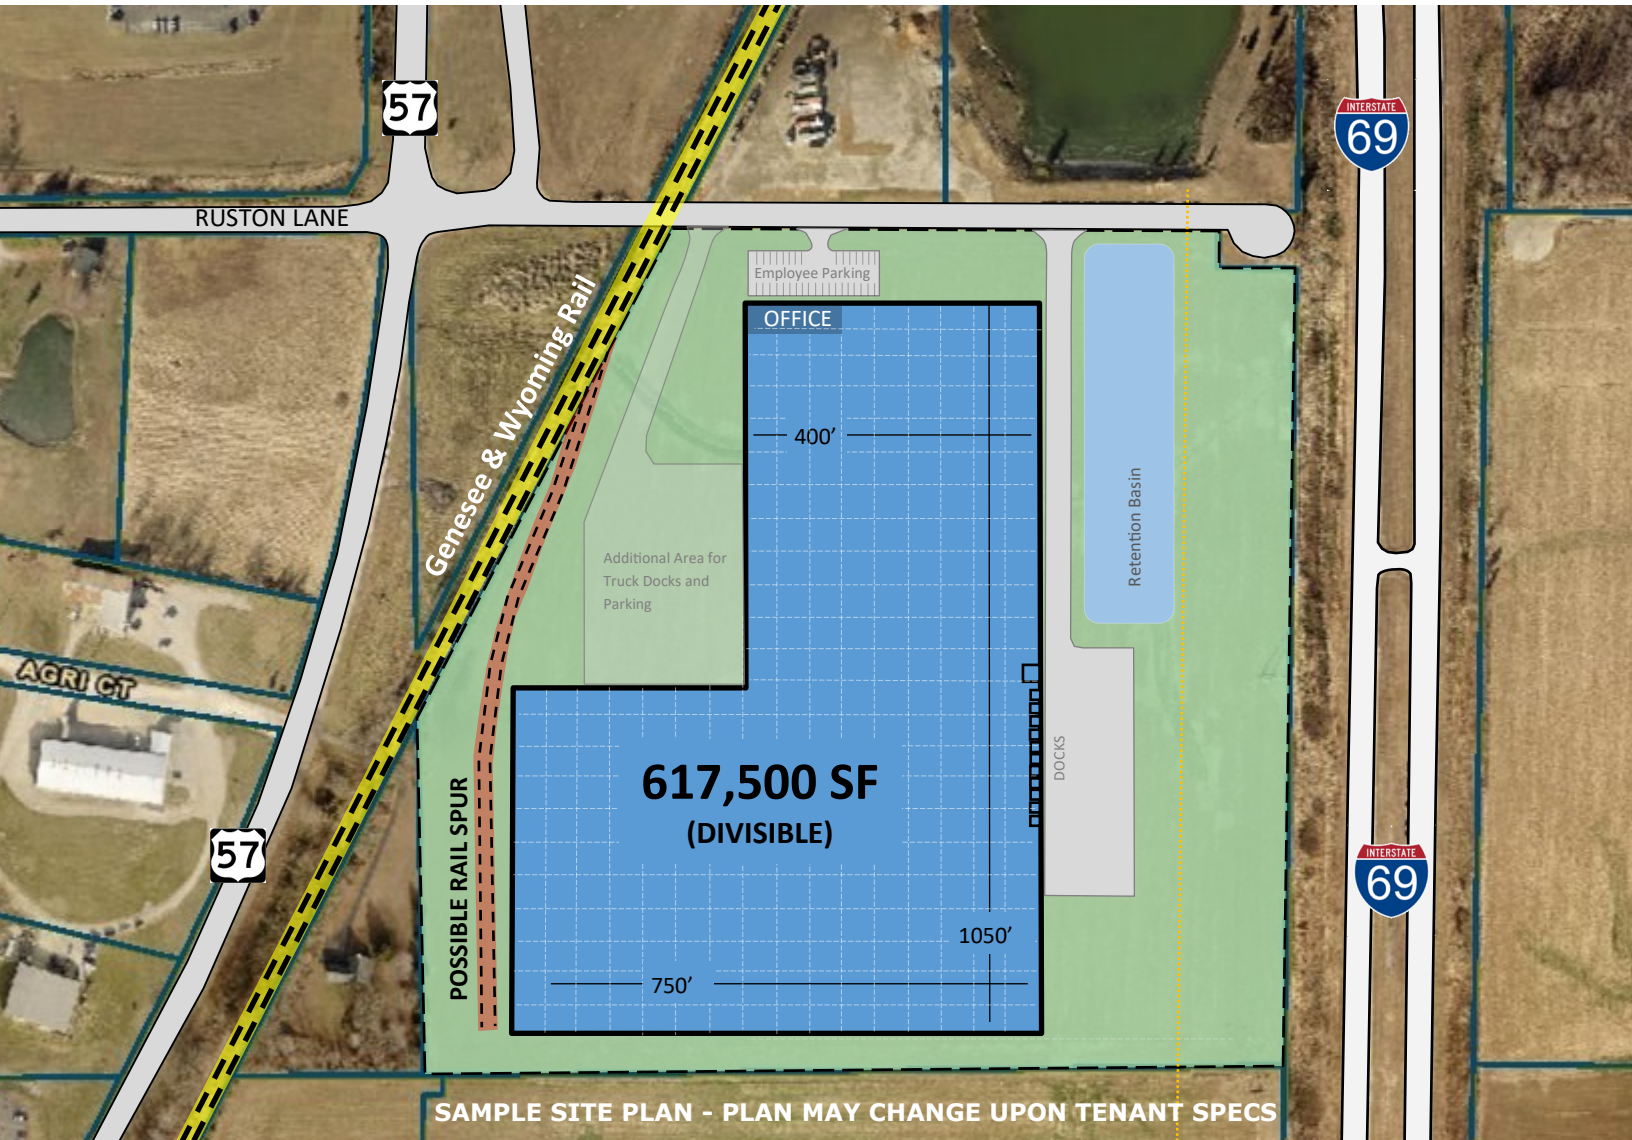 57
INTERSTATE
69
RUSTON LANE
Employee Parking
OFFICE
Genesee & Wyoming Rail
400’
Retention Basin
Additional Area for
Truck Docks and
Parking
AGRI CT
DOCKS
617,500 SF
(DIVISIBLE)
POSSIBLE RAIL SPUR
57
INTERSTATE
69
1050’
750’
SAMPLE SITE PLAN - PLAN MAY CHANGE UPON TENANT SPECS